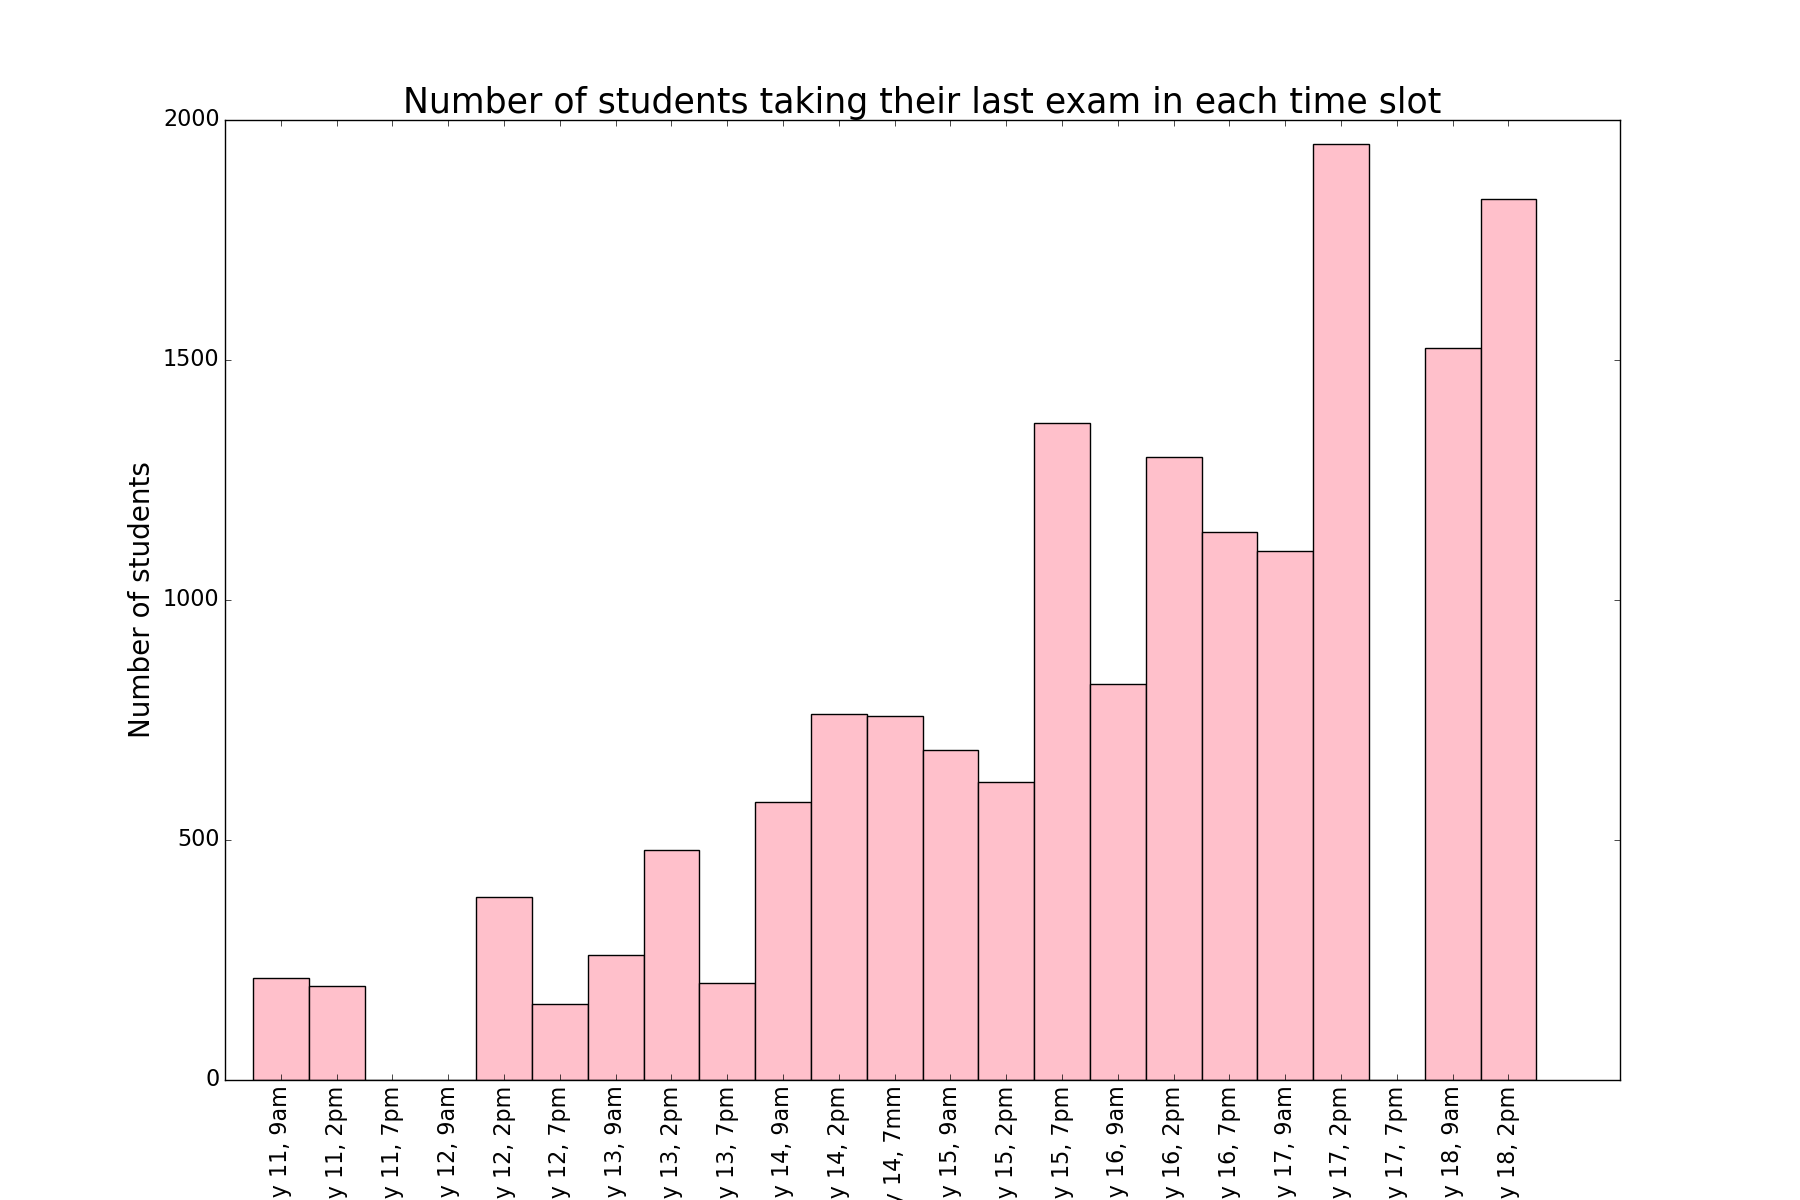 Number of students taking their last exam in each time slot
Number of students
2000
1500
1000
500
0
y 11, 9am
y 11, 2pm
y 11, 7pm
y 12, 9am
y 12, 2pm
y 12, 7pm
y 13, 9am
y 13, 2pm
y 13, 7pm
y 14, 9am
y 14, 2pm
y 14, 7mm
y 15, 9am
y 15, 2pm
y 15, 7pm
y 16, 9am
y 16, 2pm
y 16, 7pm
y 17, 9am
y 17, 2pm
y 17, 7pm
y 18, 9am
y 18, 2pm